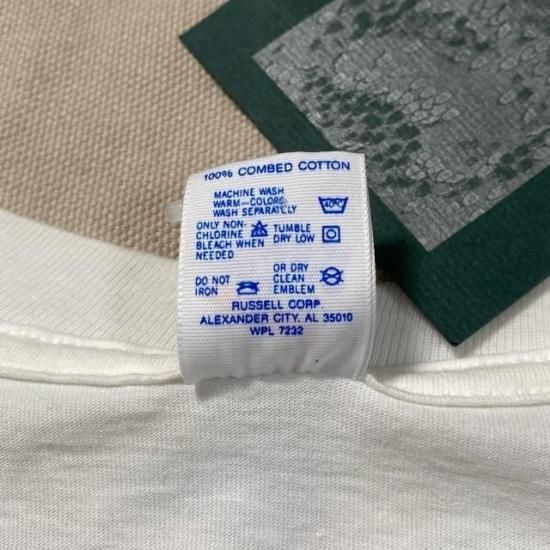 100% COMBED COTTON
MACHINE WASH
WARM—COLORS
WASH SEPARATELY
40°C
ONLY NON-
CHLORINE
BLEACH WHEN
NEEDED
TUMBLE
DRY LOW
DO NOT
IRON
OR DRY
CLEAN
EMBLEM
RUSSELL CORP.
ALEXANDER CITY, AL 35010
WPL 7232